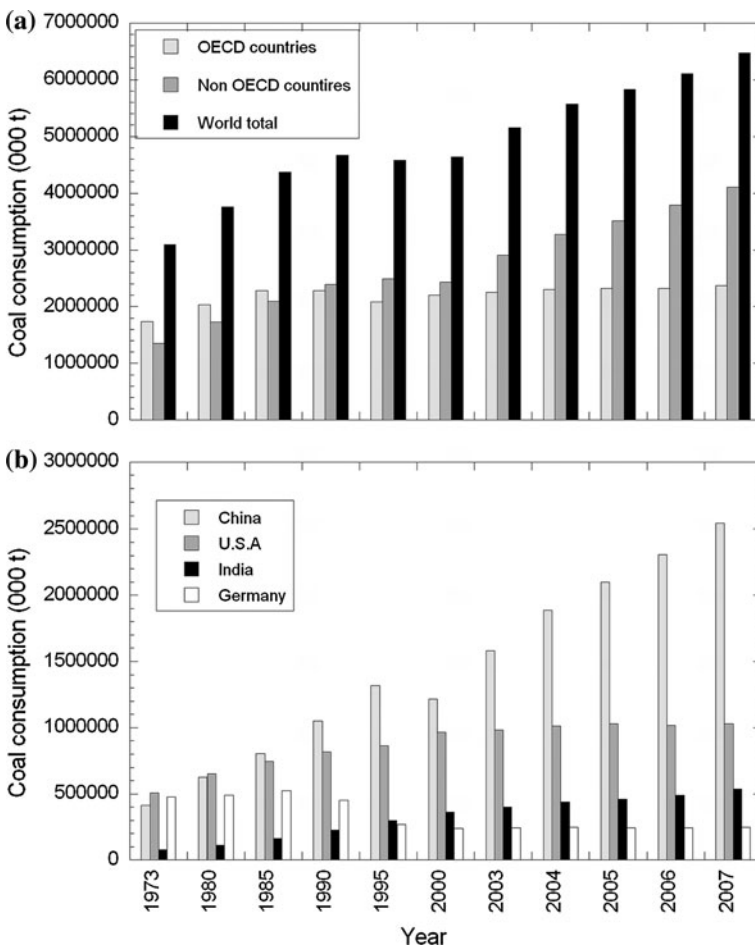 (a)
7000000
6000000
5000000
4000000
3000000
2000000
1000000
0
Coal consumption (000 t)
OECD countries
Non OECD countires
World total
(b)
3000000
2500000
2000000
1500000
1000000
500000
0
Coal consumption (000 t)
China
U.S.A
India
Germany
1973
1980
1985
1990
1995
2000
2003
2004
2005
2006
2007
Year